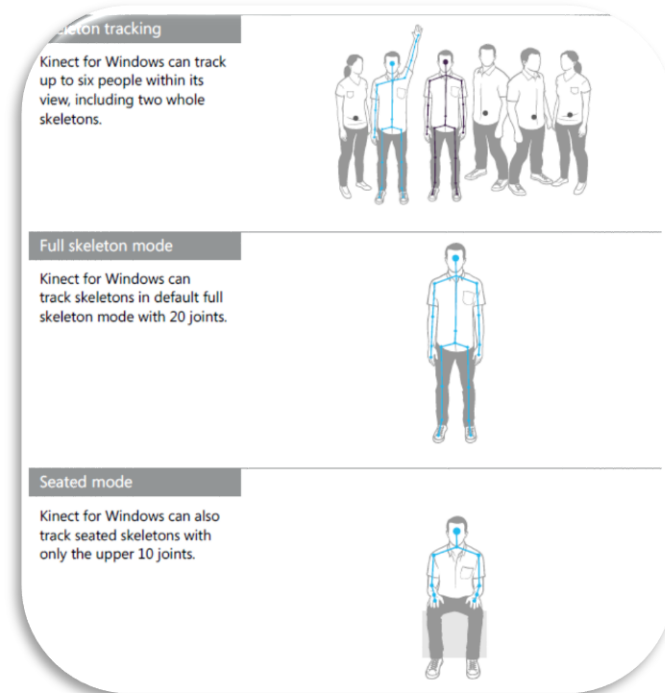 tracking
Kinect for Windows can track
up to six people within its
view, including two whole
skeletons.
Full skeleton mode
Kinect for Windows can
track skeletons in default full
skeleton mode with 20 joints.
Seated mode
Kinect for Windows can also
track seated skeletons with
only the upper 10 joints.